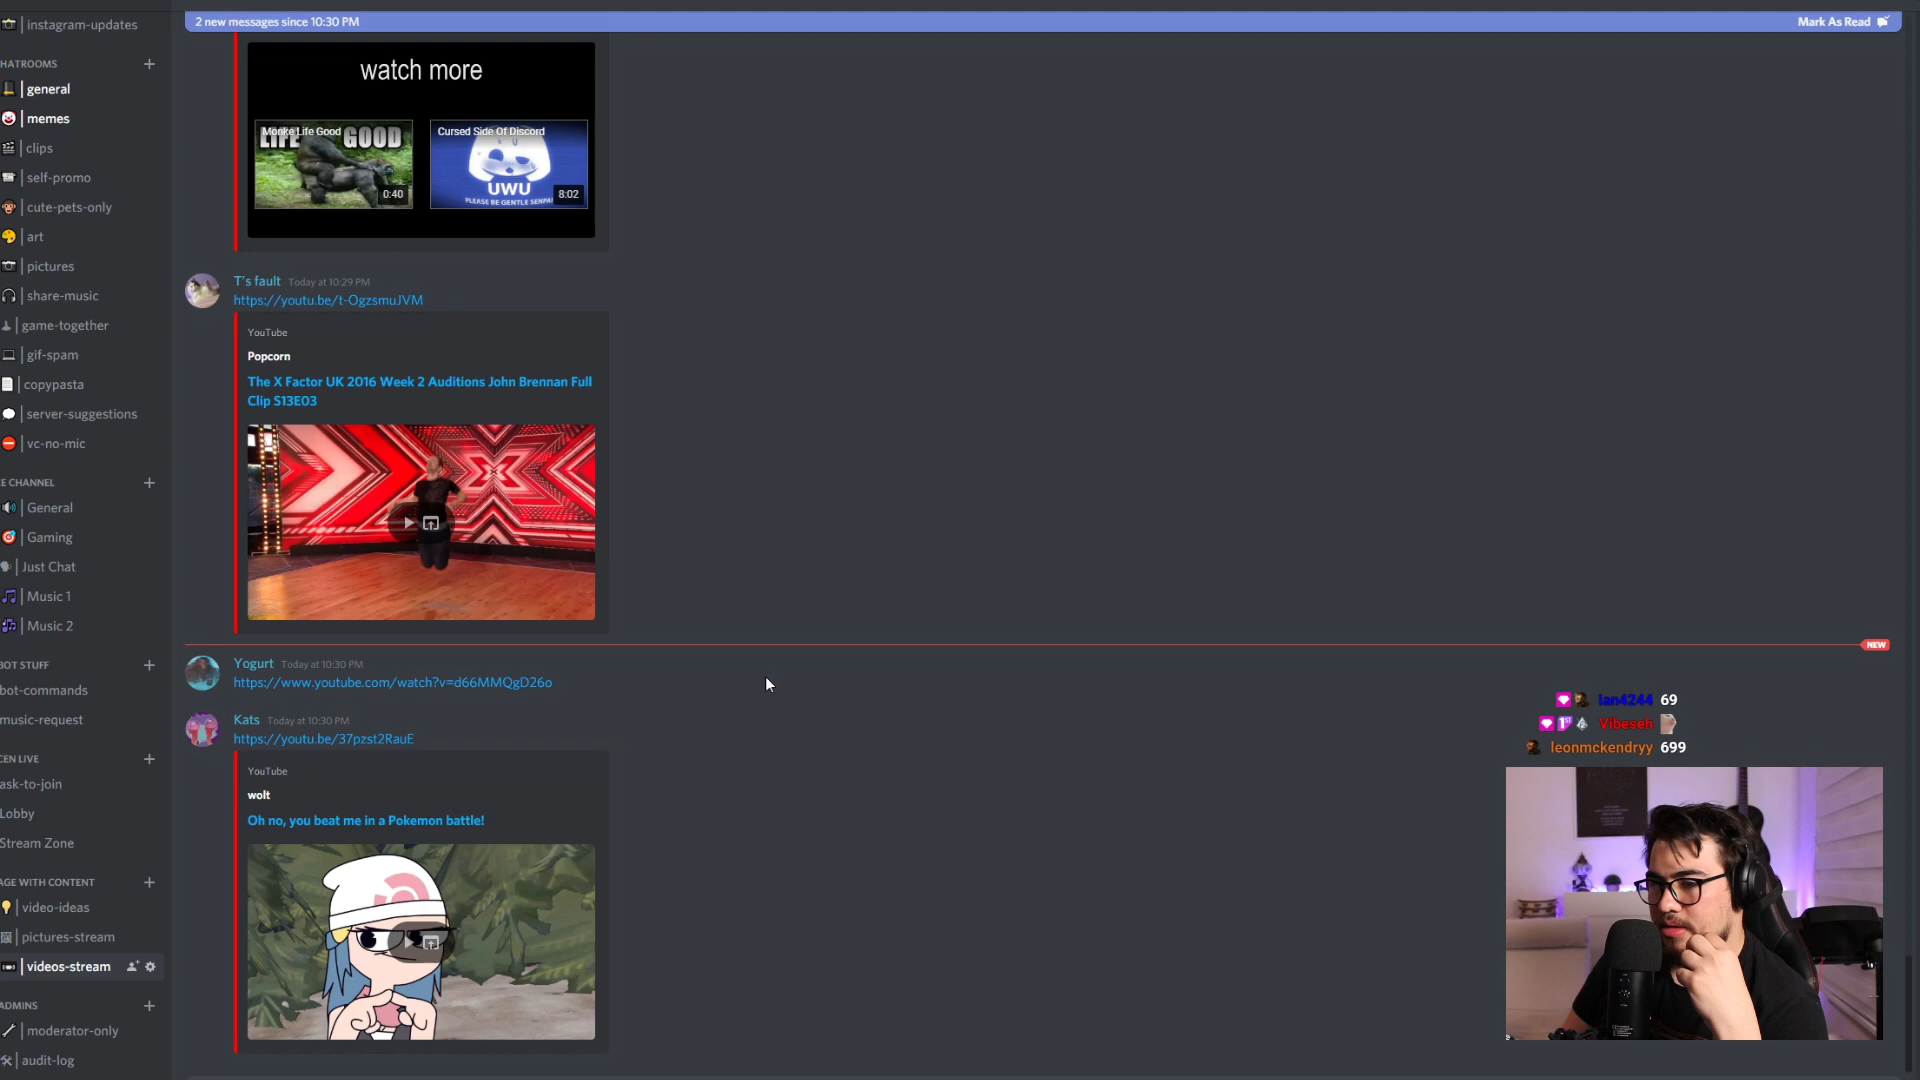 instagram-updates
HATROOMS
general
memes
clips
self-promo
cute-pets-only
art
pictures
share-music
game-together
gif-spam
copypasta
server-suggestions
vc-no-mic
E CHANNEL
General
Gaming
Just Chat
Music 1
Music 2
BOT STUFF
bot-commands
music-request
CEN LIVE
ask-to-join
Lobby
Stream Zone
AGE WITH CONTENT
video-ideas
pictures-stream
videos-stream
ADMINS
moderator-only
audit-log
2 new messages since 10:30 PM
Mark As Read
watch more
Monke Life Good
LIFE GOOD
0:40
Cursed Side Of Discord
UWU
PLEASE BE GENTLE SENPAI
8:02
T's fault Today at 10:29 PM
https://youtu.be/t-OgzsmuJVM
YouTube
Popcorn
The X Factor UK 2016 Week 2 Auditions John Brennan Full
Clip S13E03
NEW
Yogurt Today at 10:30 PM
https://www.youtube.com/watch?v=d66MMQgD26o
Kats Today at 10:30 PM
https://youtu.be/37pzst2RauE
YouTube
wolt
Oh no, you beat me in a Pokemon battle!
Ian4244 69
1ST Vibeseh
leonmckendryy 699